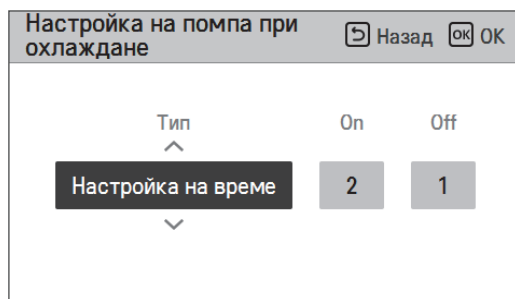 Настройка на помпа при
охлаждане
Назад OK OK
Тип On Off
Настройка на време 2 1